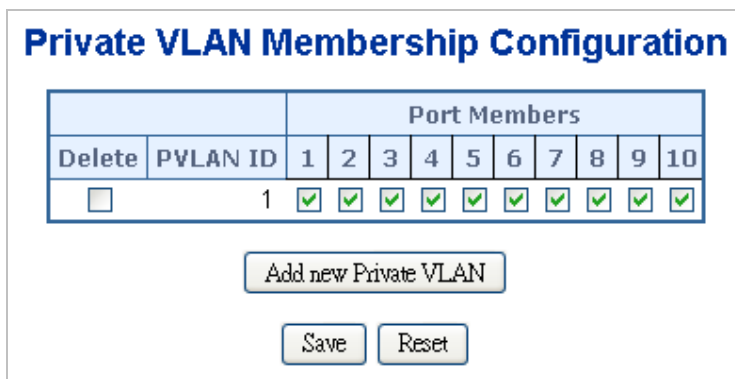 Private VLAN Membership Configuration
Port Members
Delete PVLAN ID 1 2 3 4 5 6 7 8 9 10
1
Add new Private VLAN
Save Reset